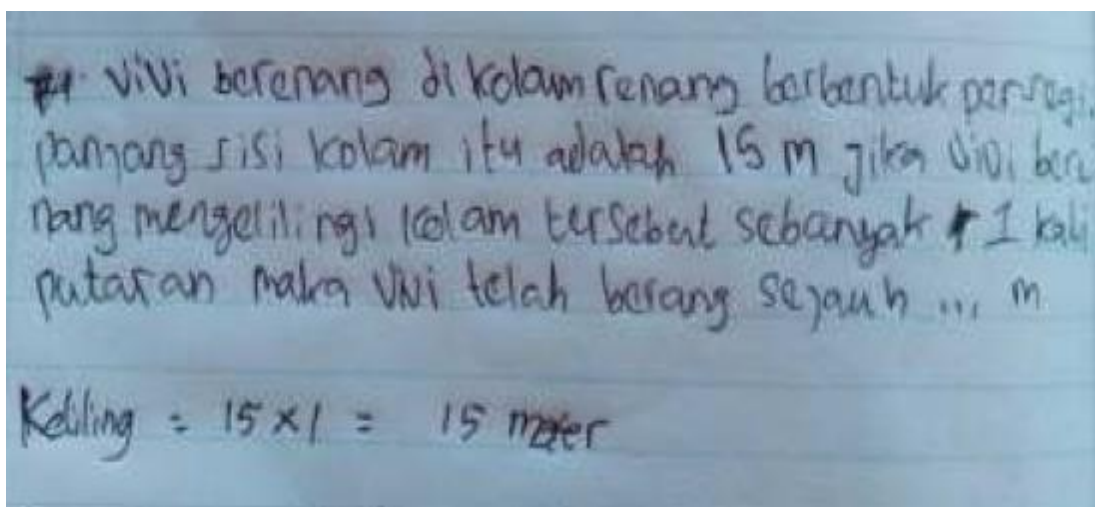 Vivi berenang di kolam renang berbentuk persegi.
panjang sisi kolam itu adalah 15 m jika Vivi bere
nang mengelilingi kolam tersebut sebanyak 1 kali
putaran maka Vivi telah berang sejauh ... m
Keliling = 15 x 1 = 15 meter